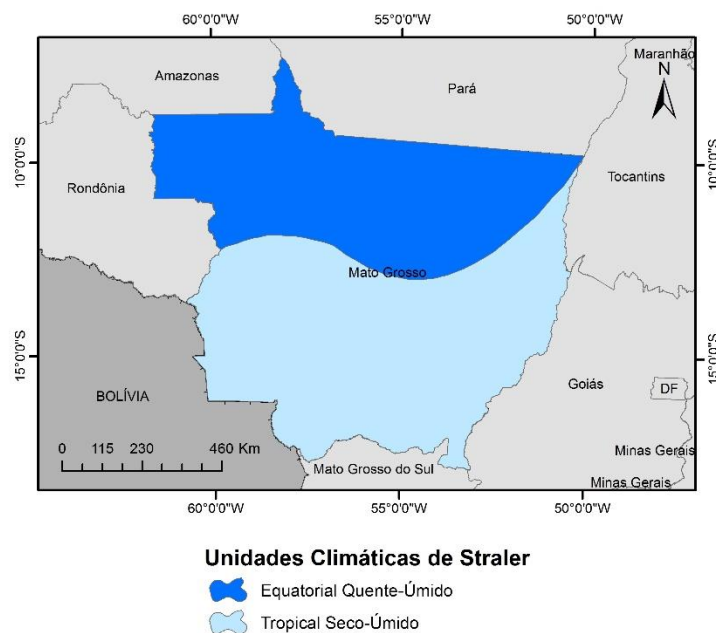 60°0'0"W 55°0'0"W 50°0'0"W
Maranhão
N
Amazonas
Pará
10°0'0"S 10°0'0"S
Rondônia
Tocantins
Mato Grosso
15°0'0"S 15°0'0"S
BOLÍVIA
Goiás
DF
0 115 230 460 Km
Minas Gerais
Mato Grosso do Sul
Minas Gerais
60°0'0"W 55°0'0"W 50°0'0"W
Unidades Climáticas de Straler
Equatorial Quente-Úmido
Tropical Seco-Úmido